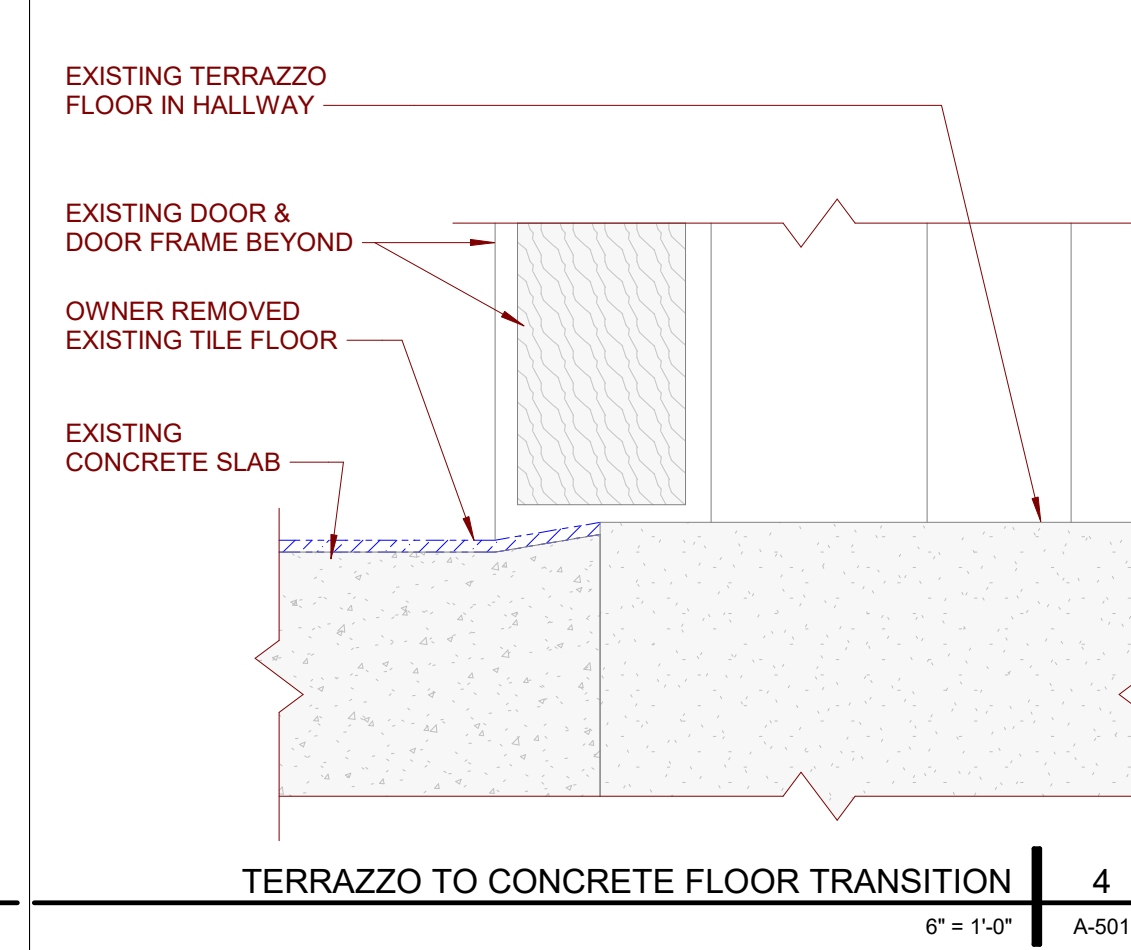 EXISTING TERRAZZO
FLOOR IN HALLWAY
EXISTING DOOR &
DOOR FRAME BEYOND
OWNER REMOVED
EXISTING TILE FLOOR
EXISTING
CONCRETE SLAB
TERRAZZO TO CONCRETE FLOOR TRANSITION
4
6" = 1'-0"
A-501